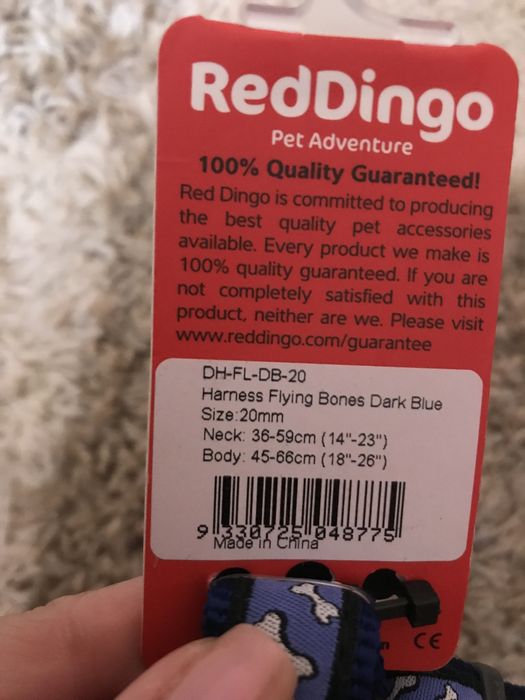 RedDingo
Pet Adventure
100% Quality Guaranteed!
Red Dingo is committed to producing
the best quality pet accessories
available. Every product we make is
100% quality guaranteed. If you are
not completely satisfied with this
product, neither are we. Please visit
www.reddingo.com/guarantee
DH-FL-DB-20
Harness Flying Bones Dark Blue
Size:20mm
Neck: 36-59cm (14"-23")
Body: 45-66cm (18"-26")
9 330725 048775
Made in China
CE